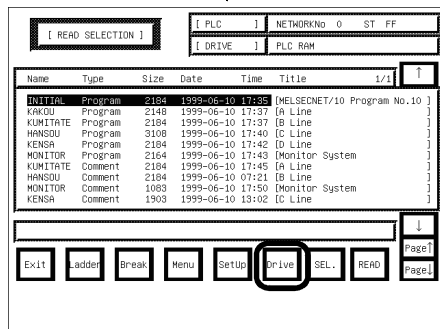 [ READ SELECTION ]
[ PLC ] NETWORKNo 0 ST FF
[ DRIVE ] PLC RAM
Name Type Size Date Time Title 1/1 ↑
INITIAL Program 2184 1999-06-10 17:35 [MELSECNET/10 Program No.10 ]
KAKOU Program 2148 1999-06-10 17:37 [A Line ]
KUMITATE Program 2184 1999-06-10 17:37 [B Line ]
HANSOU Program 3108 1999-06-10 17:40 [C Line ]
KENSA Program 2184 1999-06-10 17:42 [D Line ]
MONITOR Program 2164 1999-06-10 17:43 [Monitor System ]
KUMITATE Comment 2184 1999-06-10 17:45 [A Line ]
HANSOU Comment 2184 1999-06-10 07:21 [B Line ]
MONITOR Comment 1083 1999-06-10 17:50 [Monitor System ]
KENSA Comment 1903 1999-06-10 13:02 [C Line ]
↓
Exit Ladder Break Menu SetUp Drive SEL. READ Page↑
Page↓